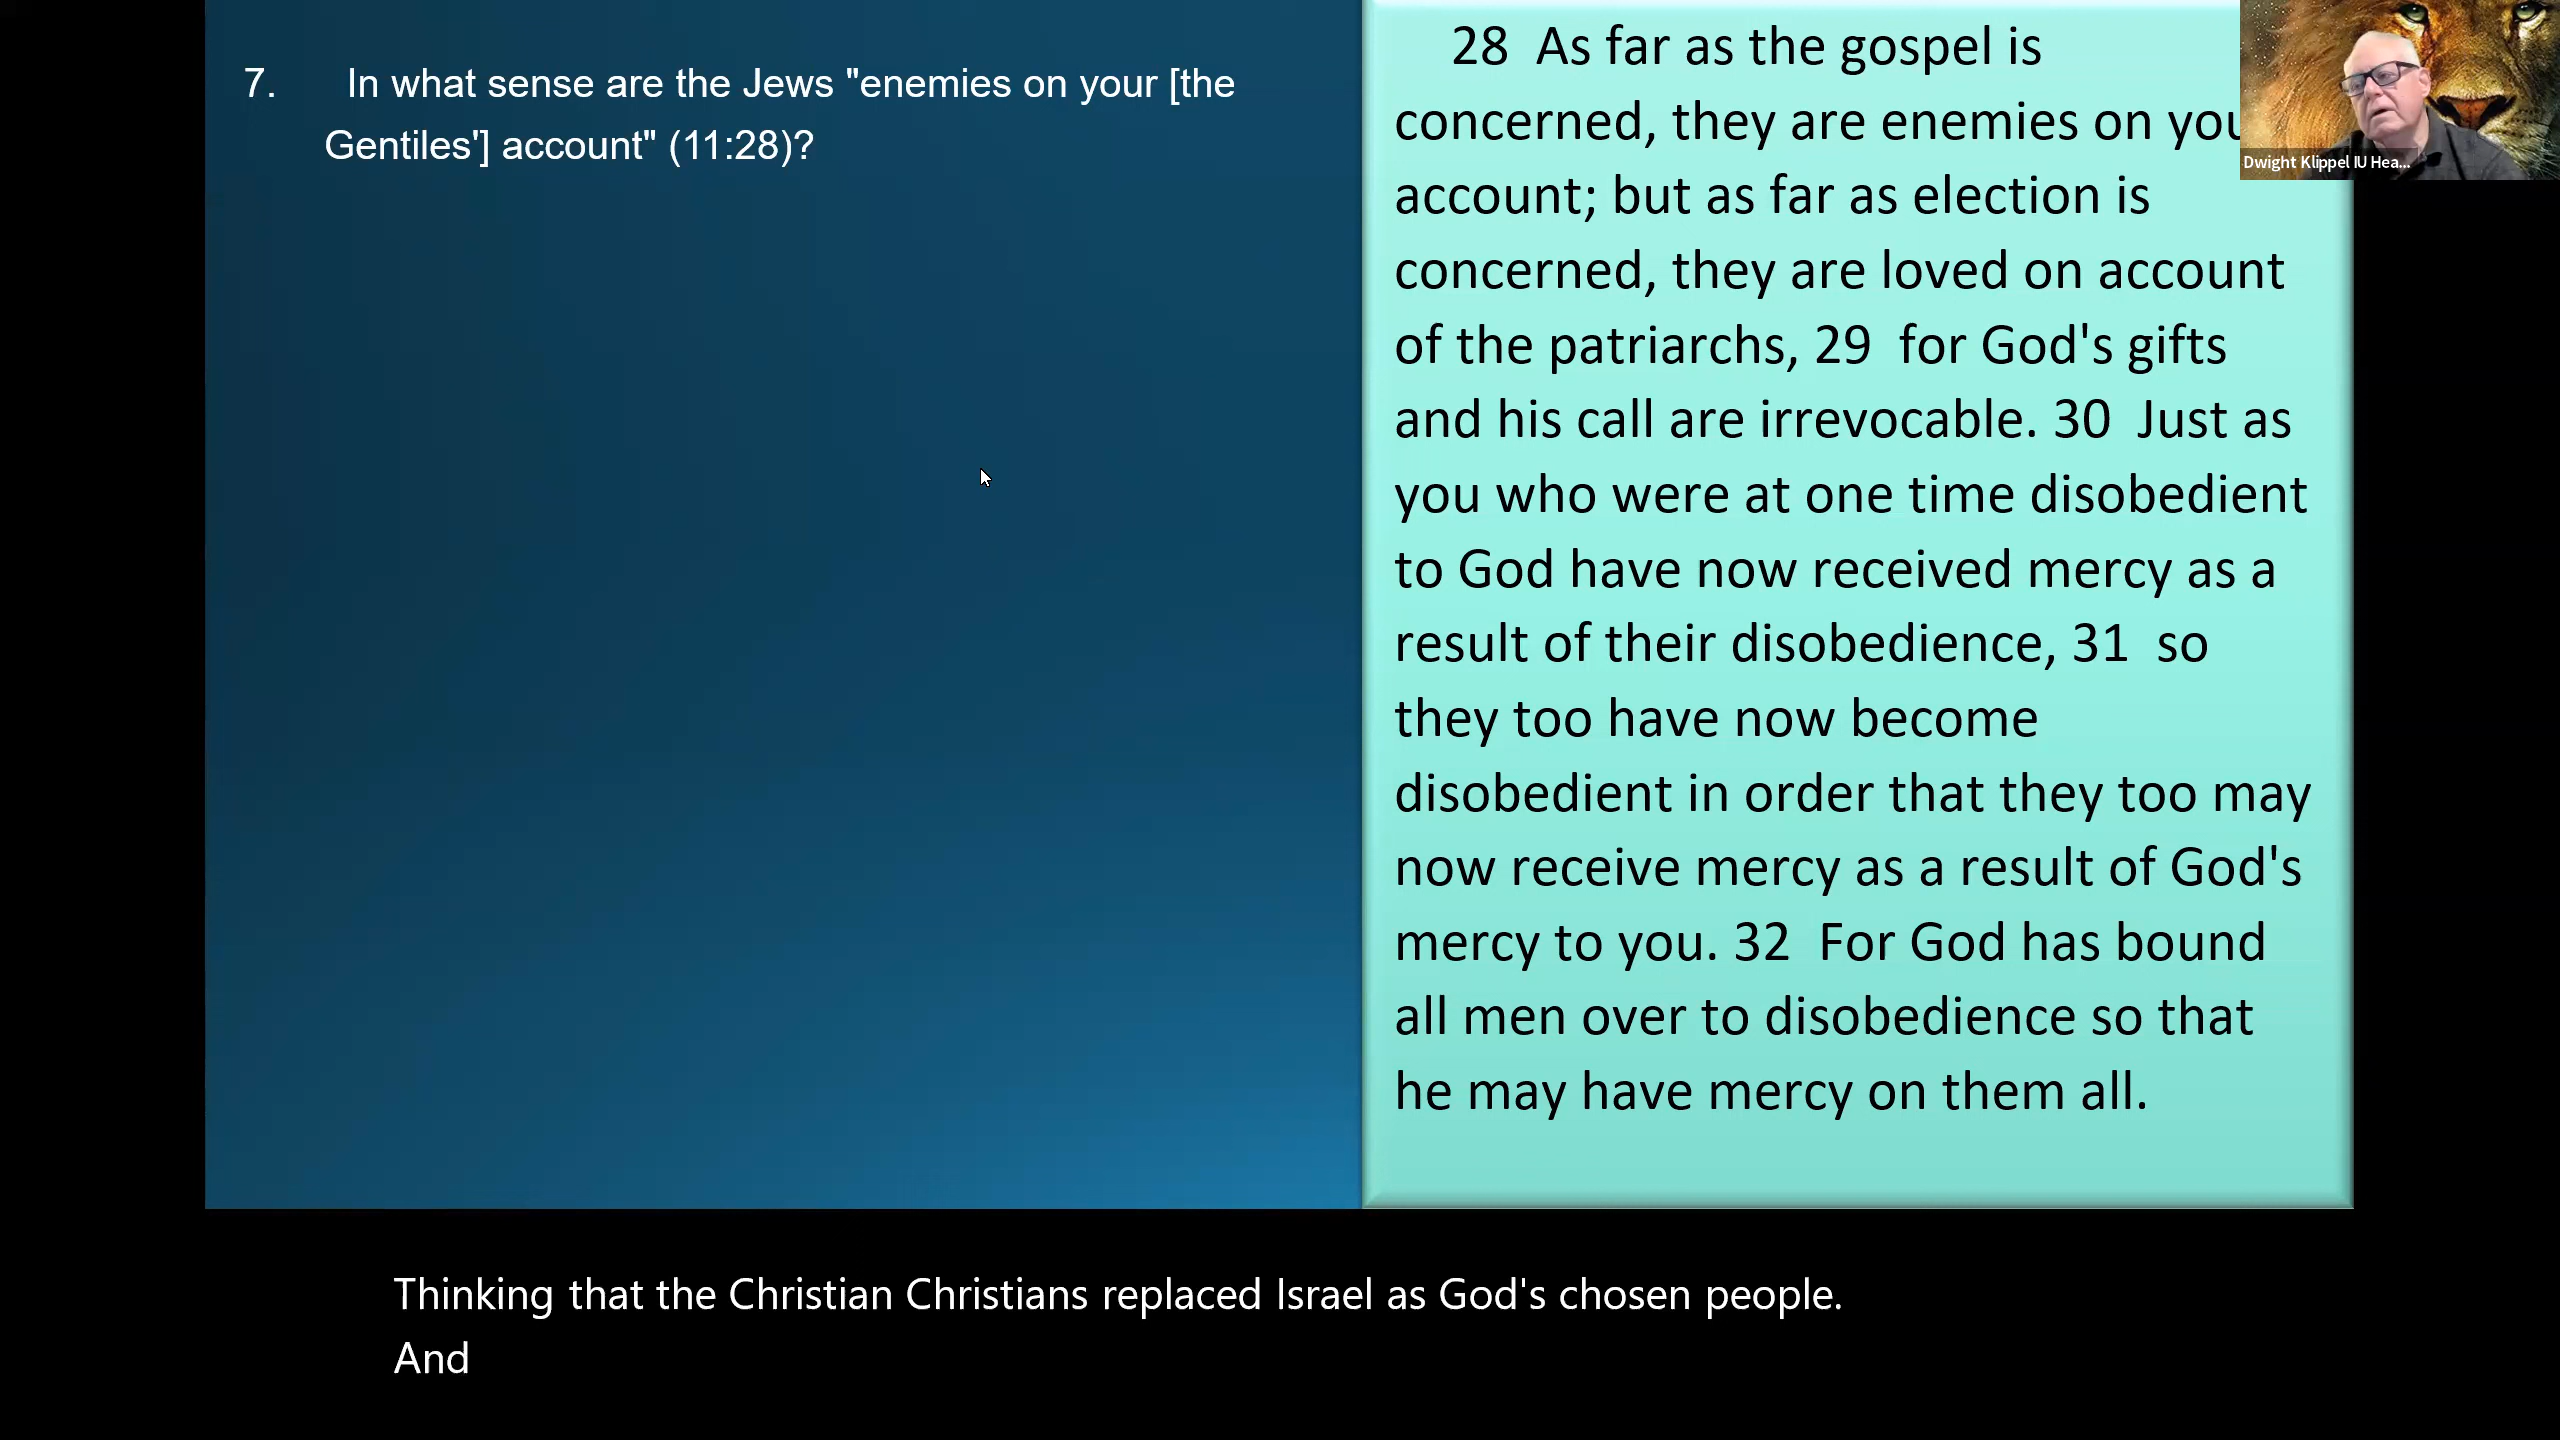 7. In what sense are the Jews "enemies on your [the
Gentiles'] account" (11:28)?
28 As far as the gospel is
concerned, they are enemies on
account; but as far as election is
concerned, they are loved on account
of the patriarchs, 29 for God's gifts
and his call are irrevocable. 30 Just as
you who were at one time disobedient
to God have now received mercy as a
result of their disobedience, 31 so
they too have now become
disobedient in order that they too may
now receive mercy as a result of God's
mercy to you. 32 For God has bound
all men over to disobedience so that
he may have mercy on them all.
Dwight Klippel IU Hea...
Thinking that the Christian Christians replaced Israel as God's chosen people.
And